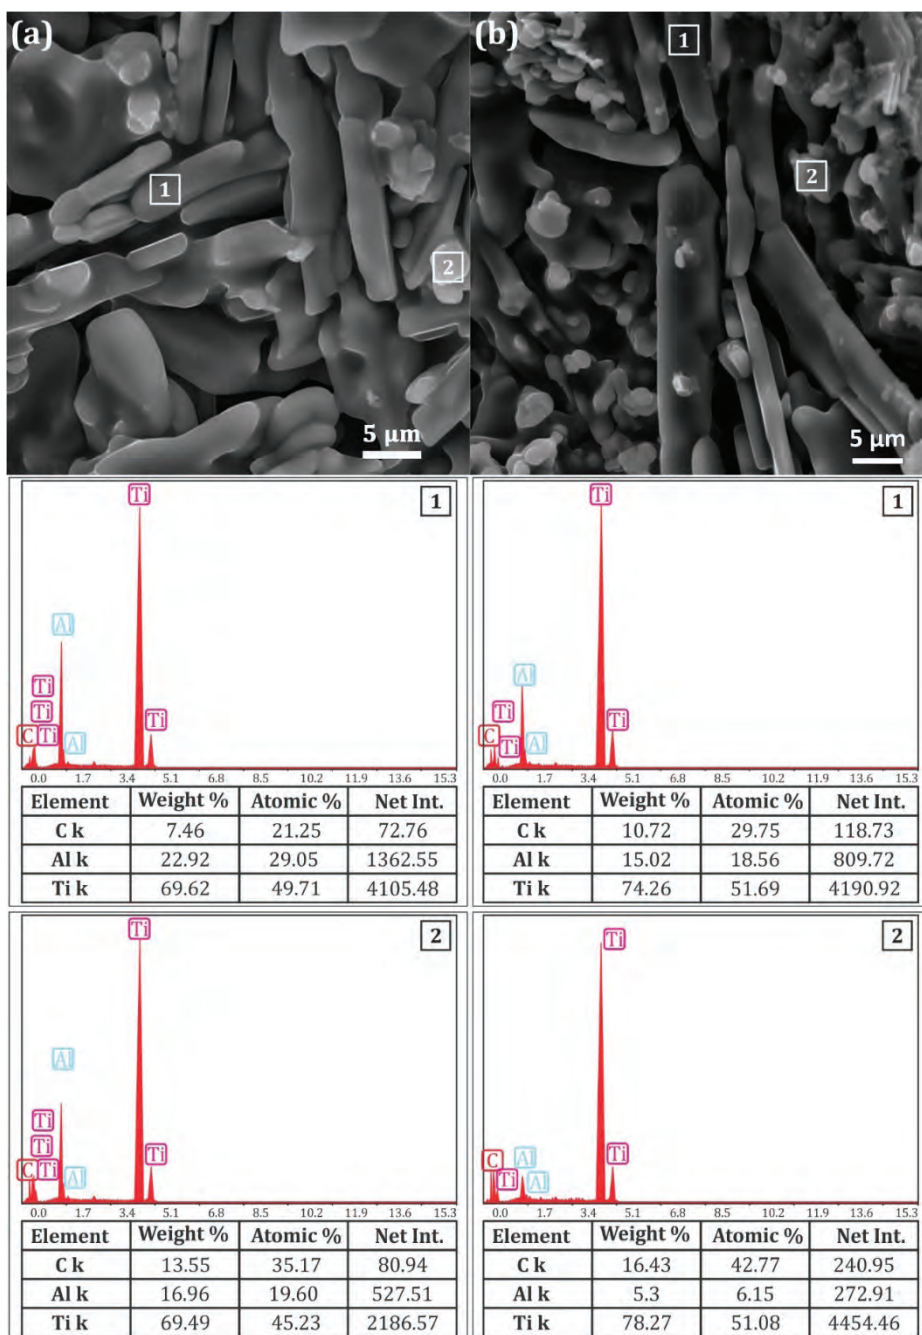 (a)
1
2
5 µm
(b)
1
2
5 µm
1
Ti
Al
Ti
Ti
C Ti Al
Ti
0.0 1.7 3.4 5.1 6.8 8.5 10.2 11.9 13.6 15.3
Element Weight % Atomic % Net Int.
C k 7.46 21.25 72.76
Al k 22.92 29.05 1362.55
Ti k 69.62 49.71 4105.48
1
Ti
Al
Ti
C Ti Al
Ti
0.0 1.7 3.4 5.1 6.8 8.5 10.2 11.9 13.6 15.3
Element Weight % Atomic % Net Int.
C k 10.72 29.75 118.73
Al k 15.02 18.56 809.72
Ti k 74.26 51.69 4190.92
2
Ti
Al
Ti
Ti
C Ti Al
Ti
0.0 1.7 3.4 5.1 6.8 8.5 10.2 11.9 13.6 15.3
Element Weight % Atomic % Net Int.
C k 13.55 35.17 80.94
Al k 16.96 19.60 527.51
Ti k 69.49 45.23 2186.57
2
Ti
C Al
Ti Al
Ti
0.0 1.7 3.4 5.1 6.8 8.5 10.2 11.9 13.6 15.3
Element Weight % Atomic % Net Int.
C k 16.43 42.77 240.95
Al k 5.3 6.15 272.91
Ti k 78.27 51.08 4454.46